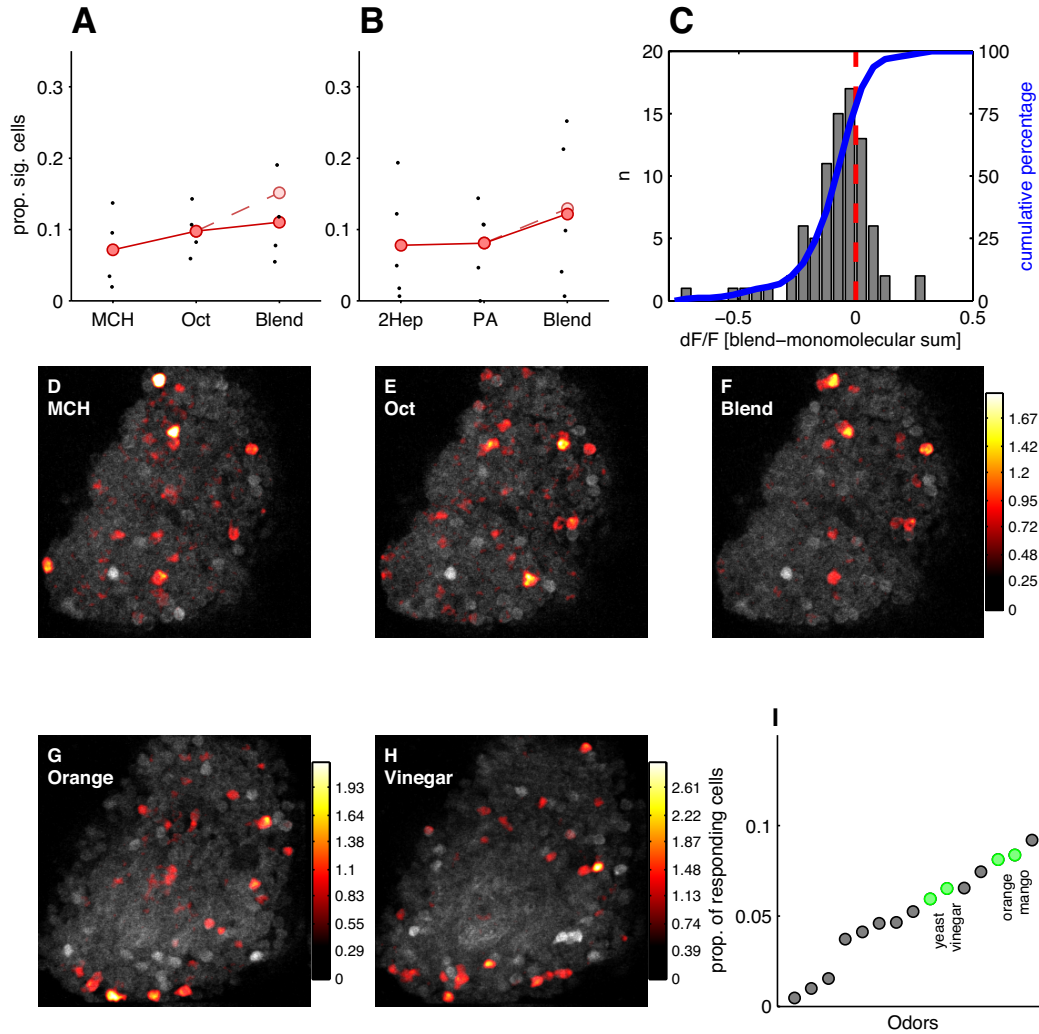 A
B
C
prop. sig. cells
0.3
0.2
0.1
0
MCH
Oct
Blend
0.3
0.2
0.1
0
2Hep
PA
Blend
n
20
15
10
5
0
−0.5
0
0.5
dF/F [blend−monomolecular sum]
100
75
50
25
0
cumulative percentage
D
MCH
E
Oct
F
Blend
1.67
1.42
1.2
0.95
0.72
0.48
0.25
0
G
Orange
1.93
1.64
1.38
1.1
0.83
0.55
0.29
0
H
Vinegar
2.61
2.22
1.87
1.48
1.13
0.74
0.39
0
I
prop. of responding cells
0.1
0.05
0
yeast
vinegar
orange
mango
Odors